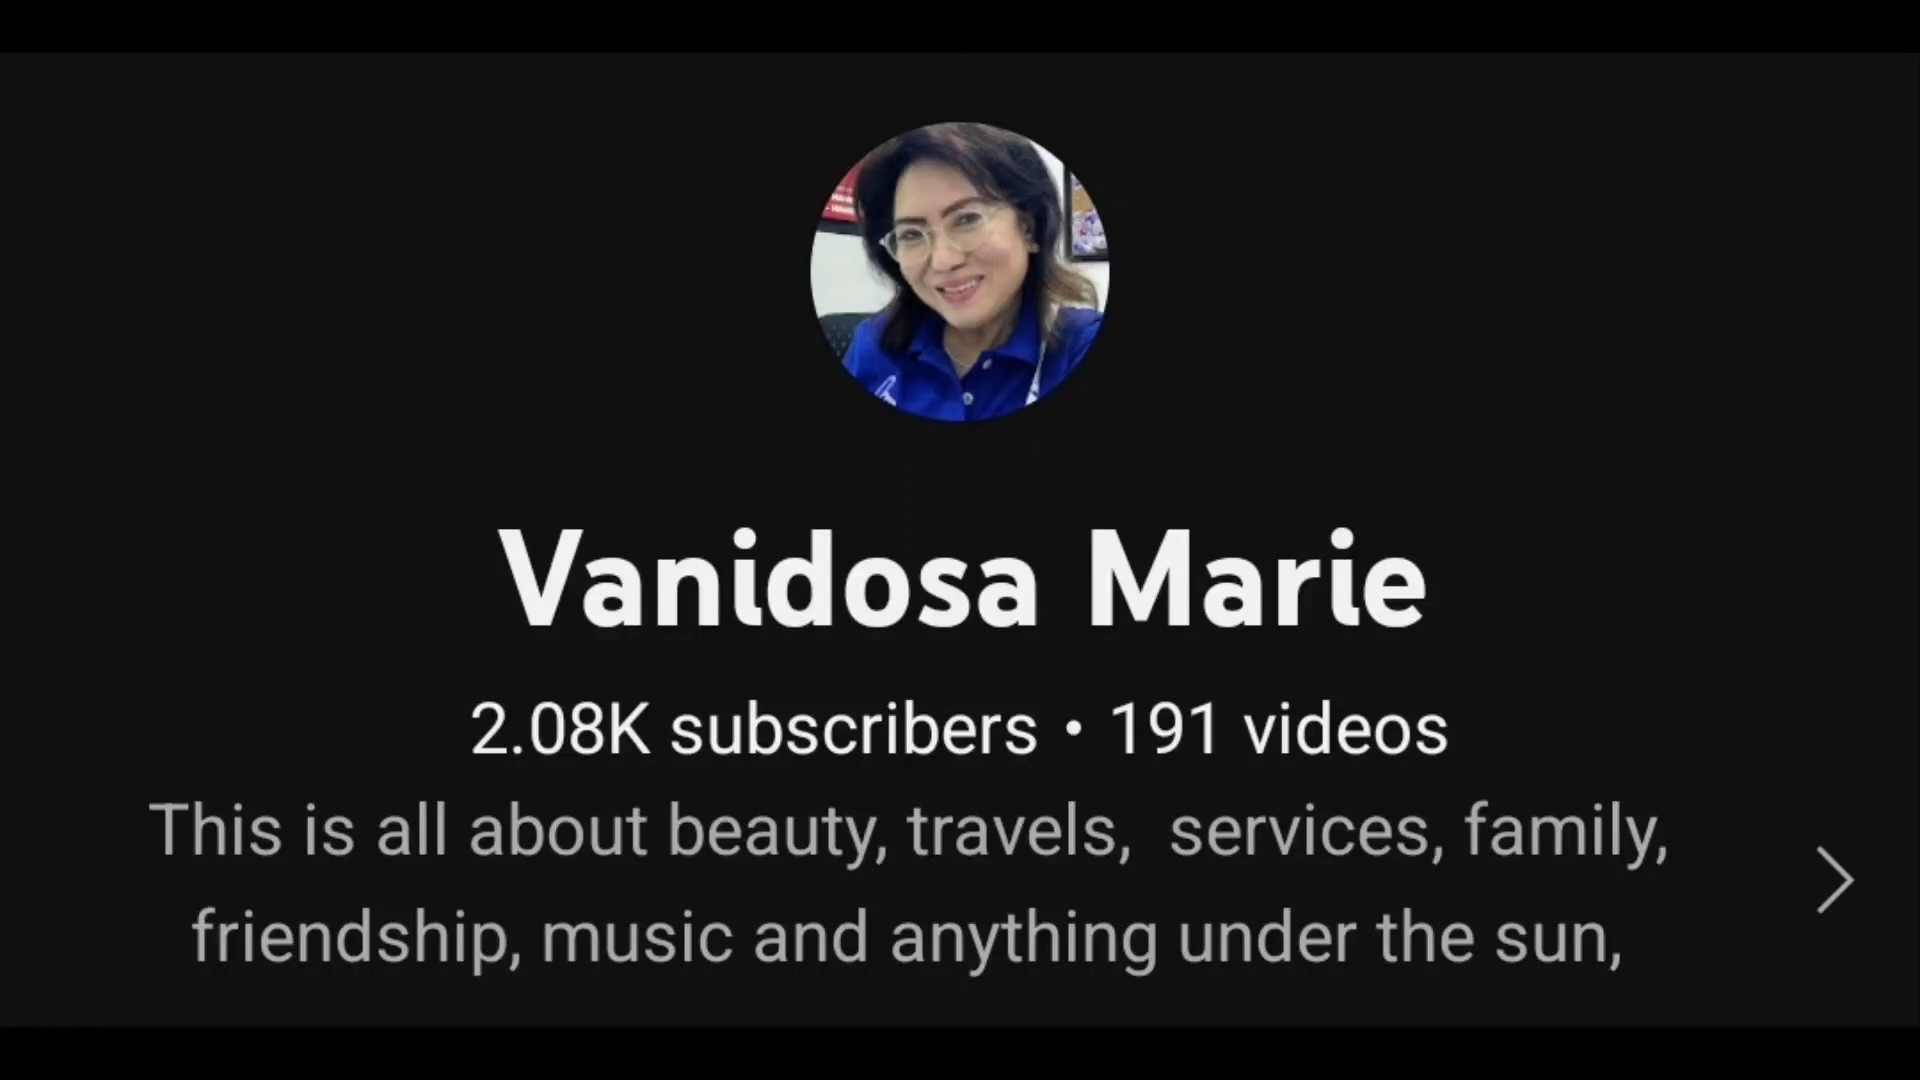 Vanidosa Marie
2.08K subscribers • 191 videos
This is all about beauty, travels,  services, family,
friendship, music and anything under the sun,